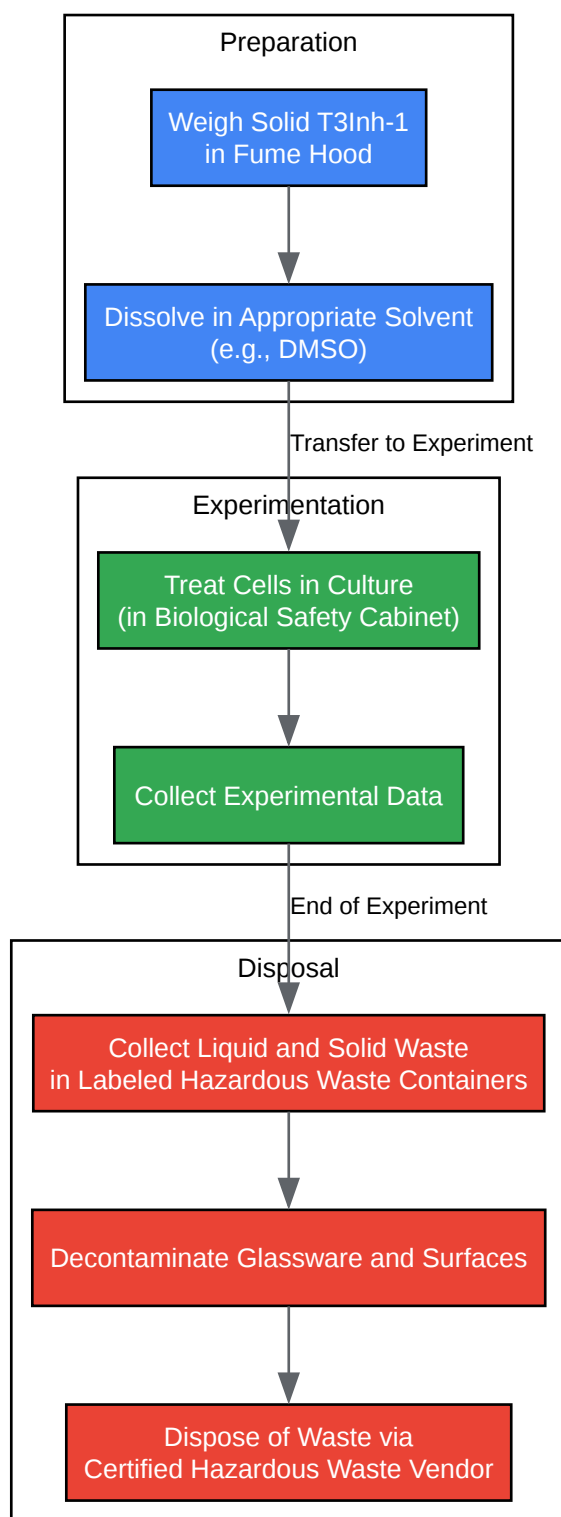 Preparation
Weigh Solid T3Inh-1
in Fume Hood
Dissolve in Appropriate Solvent
(e.g., DMSO)
Transfer to Experiment
Experimentation
Treat Cells in Culture
(in Biological Safety Cabinet)
Collect Experimental Data
End of Experiment
Disposal
Collect Liquid and Solid Waste
in Labeled Hazardous Waste Containers
Decontaminate Glassware and Surfaces
Dispose of Waste via
Certified Hazardous Waste Vendor